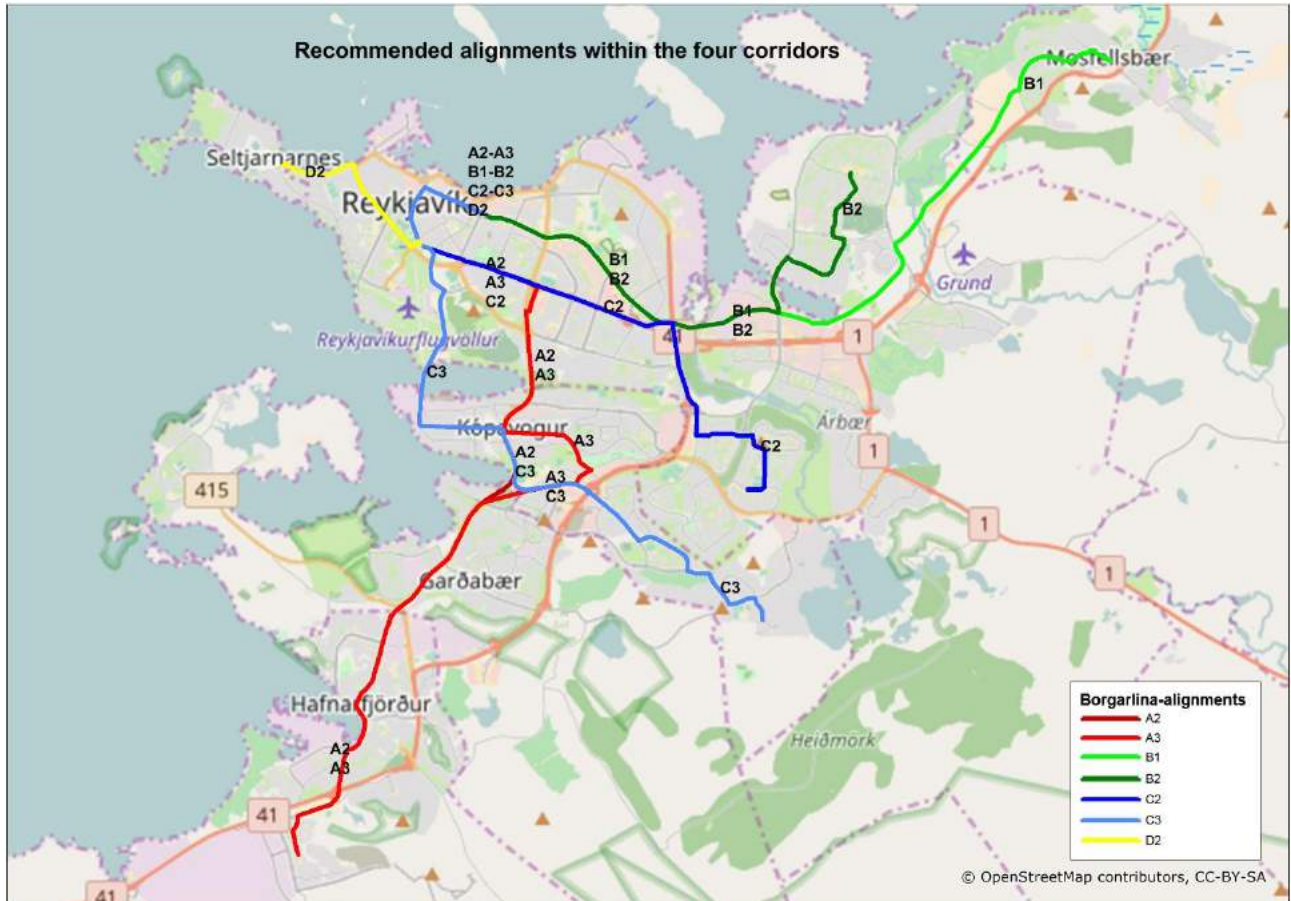 Recommended alignments within the four corridors
Mosfellsbær
B1
Seltjarnarnes
D2
A2-A3
B1-B2
C2-C3
D2
Reykjavík
B2
B1
B2
A2
A3
C2
C2
B1
B2
Grund
41
1
Reykjavíkurflugvöllur
A2
A3
C3
Kópavogur
A3
Árbær
C2
1
A2
C3
A3
C3
415
1
1
1
Garðabær
C3
Hafnarfjörður
A2
A3
Heiðmörk
41
41
Borgarlina-alignments
A2
A3
B1
B2
C2
C3
D2
© OpenStreetMap contributors, CC-BY-SA